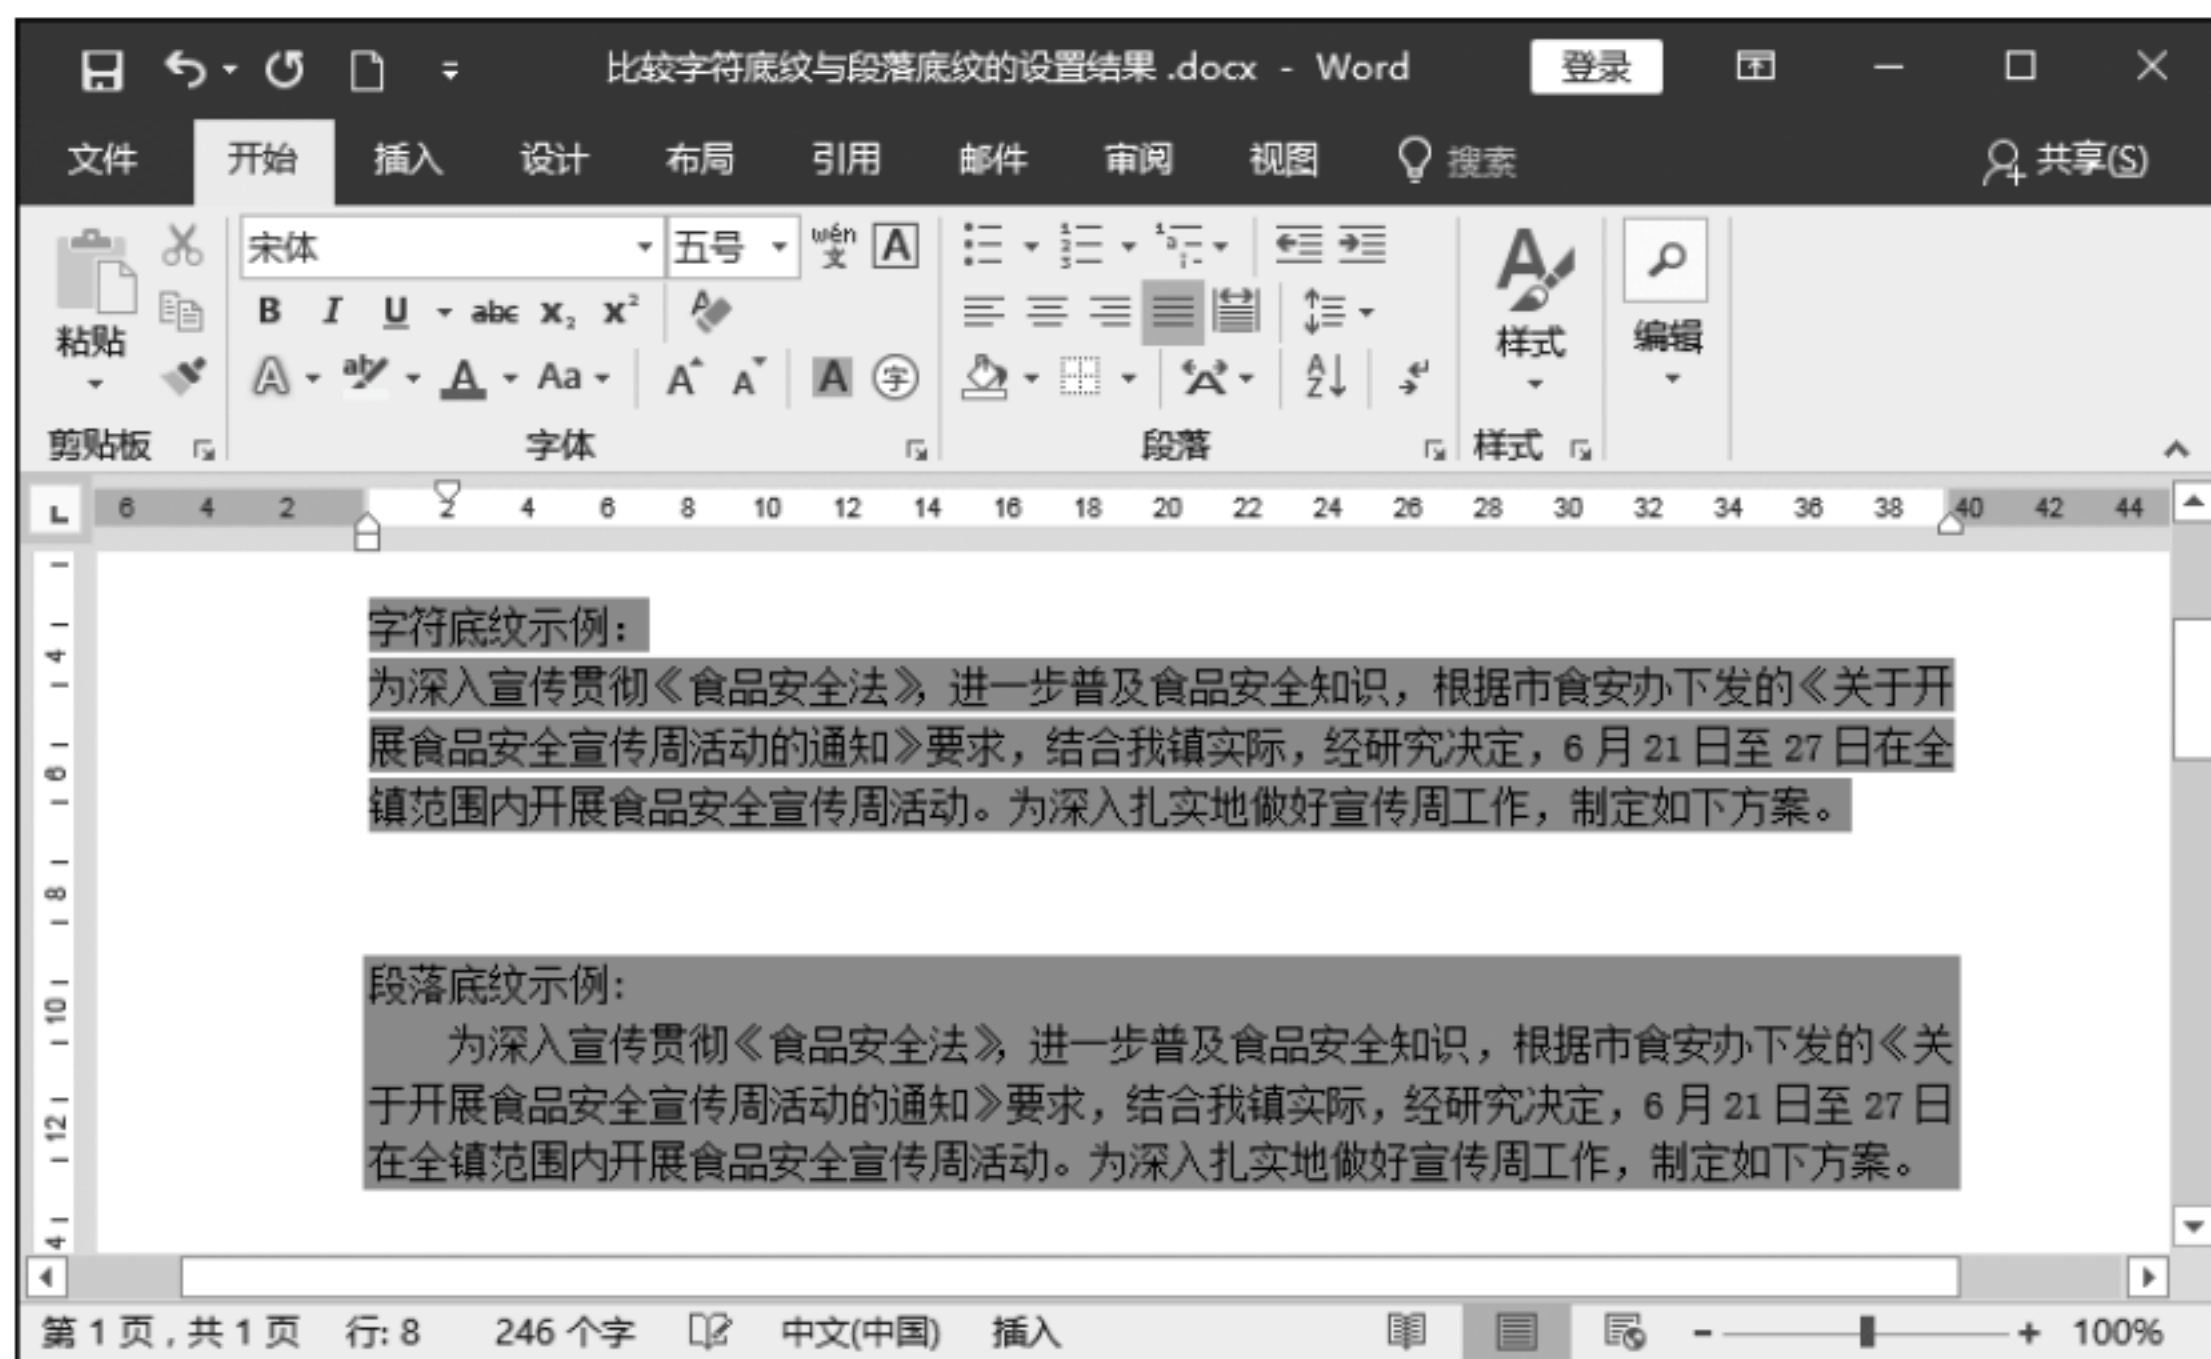 比较字符底纹与段落底纹的设置结果 .docx - Word 登录
文件 开始 插入 设计 布局 引用 邮件 审阅 视图 搜索 共享(S)
宋体 五号 wén 文 A
粘贴 B I U abc x₂ x² 样式 编辑
A aby A Aa A A A 字 A Z
剪贴板 字体 段落 样式
L 6 4 2 2 4 6 8 10 12 14 16 18 20 22 24 26 28 30 32 34 36 38 40 42 44
字符底纹示例：
为深入宣传贯彻《食品安全法》，进一步普及食品安全知识，根据市食安办下发的《关于开
展食品安全宣传周活动的通知》要求，结合我镇实际，经研究决定，6 月 21 日至 27 日在全
镇范围内开展食品安全宣传周活动。为深入扎实地做好宣传周工作，制定如下方案。
段落底纹示例：
为深入宣传贯彻《食品安全法》，进一步普及食品安全知识，根据市食安办下发的《关
于开展食品安全宣传周活动的通知》要求，结合我镇实际，经研究决定，6 月 21 日至 27 日
在全镇范围内开展食品安全宣传周活动。为深入扎实地做好宣传周工作，制定如下方案。
4
6
8
10
12
4
第 1 页，共 1 页 行: 8 246 个字 中文(中国) 插入 100%